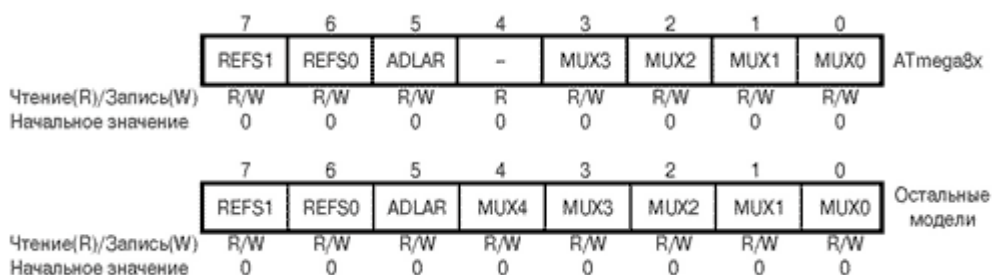 7 6 5 4 3 2 1 0
REFS1 REFS0 ADLAR – MUX3 MUX2 MUX1 MUX0 ATmega8x
Чтение(R)/Запись(W) R/W R/W R/W R R/W R/W R/W R/W
Начальное значение 0 0 0 0 0 0 0 0
7 6 5 4 3 2 1 0
REFS1 REFS0 ADLAR MUX4 MUX3 MUX2 MUX1 MUX0 Остальные модели
Чтение(R)/Запись(W) R/W R/W R/W R/W R/W R/W R/W R/W
Начальное значение 0 0 0 0 0 0 0 0